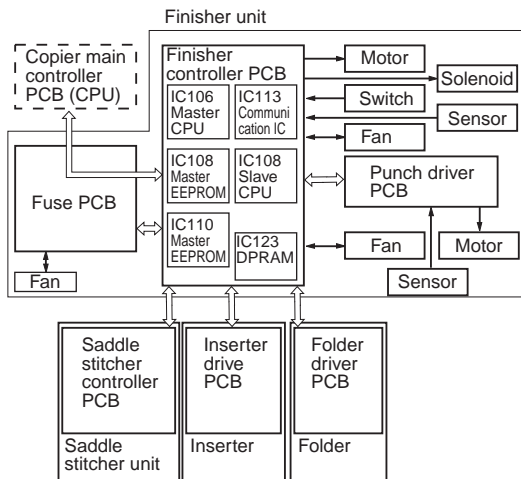 Finisher unit
Copier main
controller
PCB (CPU)
Finisher
controller PCB
IC106
Master
CPU
IC113
Communi
cation IC
IC108
Master
EEPROM
IC108
Slave
CPU
IC110
Master
EEPROM
IC123
DPRAM
Motor
Solenoid
Switch
Sensor
Fan
Punch driver
PCB
Fan
Motor
Sensor
Fuse PCB
Fan
Saddle
stitcher
controller
PCB
Saddle
stitcher unit
Inserter
drive
PCB
Inserter
Folder
driver
PCB
Folder